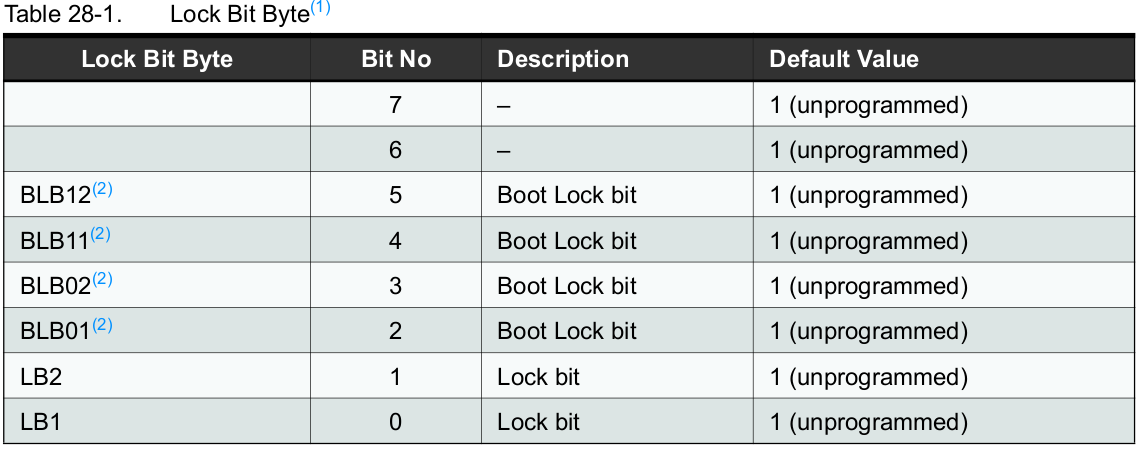 Table 28-1. Lock Bit Byte(1)
Lock Bit Byte Bit No Description Default Value
7 – 1 (unprogrammed)
6 – 1 (unprogrammed)
BLB12(2) 5 Boot Lock bit 1 (unprogrammed)
BLB11(2) 4 Boot Lock bit 1 (unprogrammed)
BLB02(2) 3 Boot Lock bit 1 (unprogrammed)
BLB01(2) 2 Boot Lock bit 1 (unprogrammed)
LB2 1 Lock bit 1 (unprogrammed)
LB1 0 Lock bit 1 (unprogrammed)